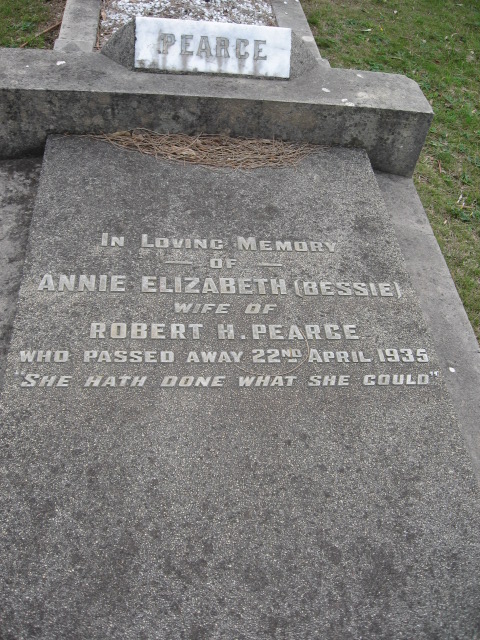 PEARCE
IN LOVING MEMORY
— OF —
ANNIE ELIZABETH (BESSIE)
WIFE OF
ROBERT H. PEARCE
WHO PASSED AWAY 22ND APRIL 1935
"SHE HATH DONE WHAT SHE COULD"